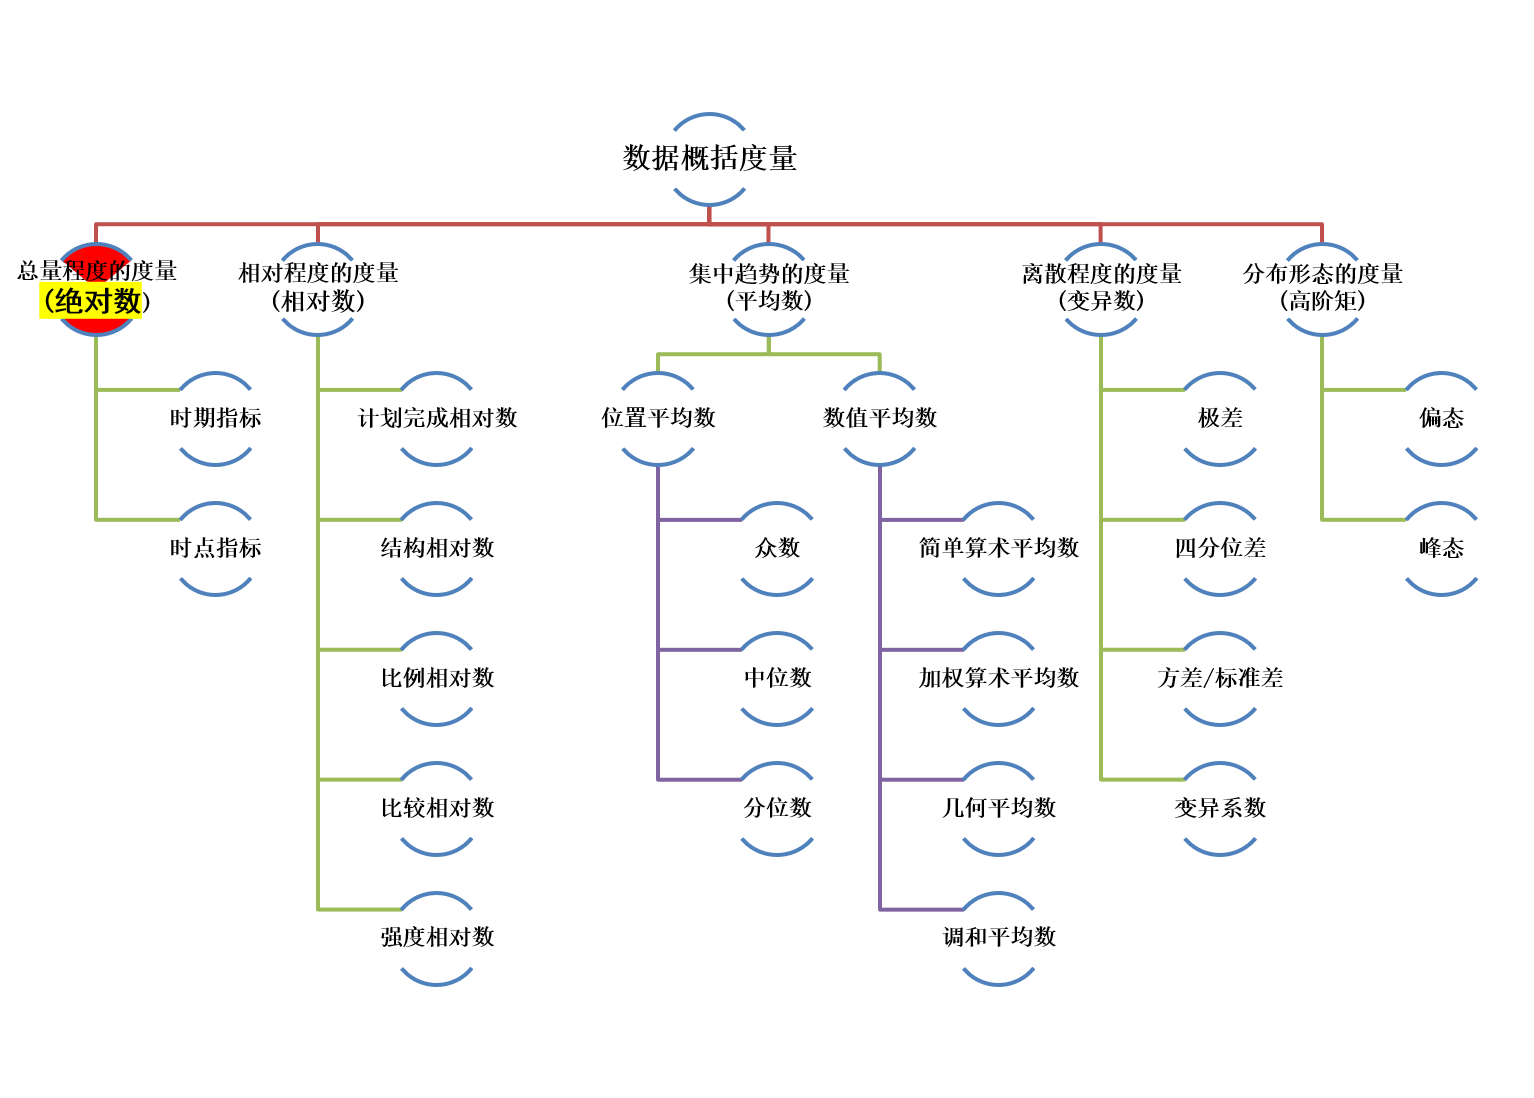 数据概括度量
总量程度的度量
(绝对数)
相对程度的度量
(相对数)
集中趋势的度量
(平均数)
离散程度的度量
(变异数)
分布形态的度量
(高阶矩)
时期指标
计划完成相对数
位置平均数
数值平均数
极差
偏态
时点指标
结构相对数
众数
简单算术平均数
四分位差
峰态
比例相对数
中位数
加权算术平均数
方差/标准差
比较相对数
分位数
几何平均数
变异系数
强度相对数
调和平均数